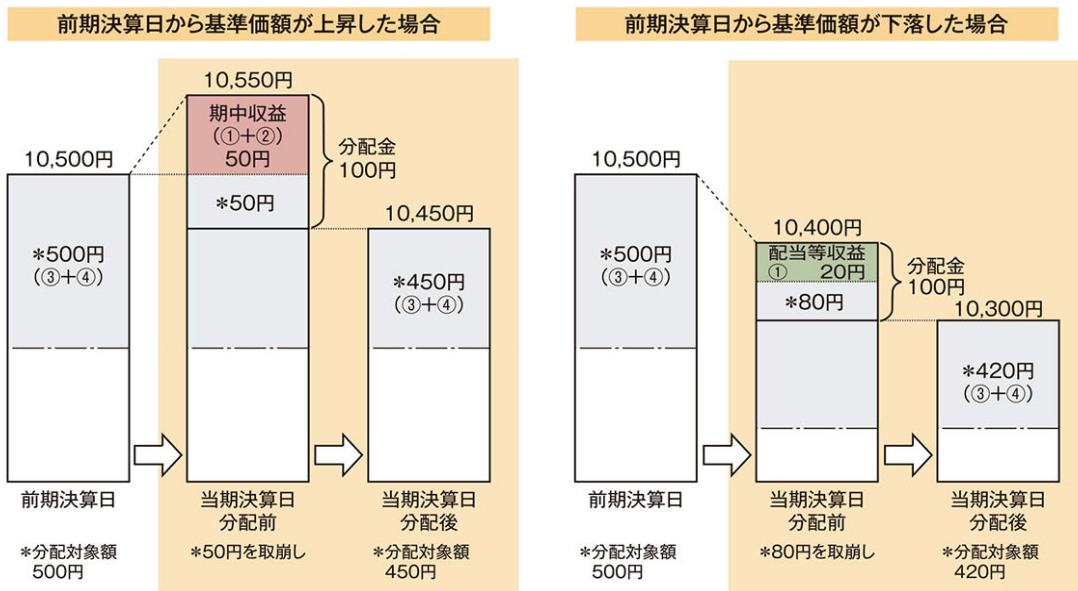 前期決算日から基準価額が上昇した場合
10,550円
期中収益
(①+②)
50円
分配金
100円
10,500円
*50円
10,450円
*500円
(③+④)
*450円
(③+④)
前期決算日
当期決算日
分配前
当期決算日
分配後
*分配対象額
500円
*50円を取崩し
*分配対象額
450円
前期決算日から基準価額が下落した場合
10,500円
10,400円
配当等収益
① 20円
分配金
100円
*500円
(③+④)
*80円
10,300円
*420円
(③+④)
前期決算日
当期決算日
分配前
当期決算日
分配後
*分配対象額
500円
*80円を取崩し
*分配対象額
420円